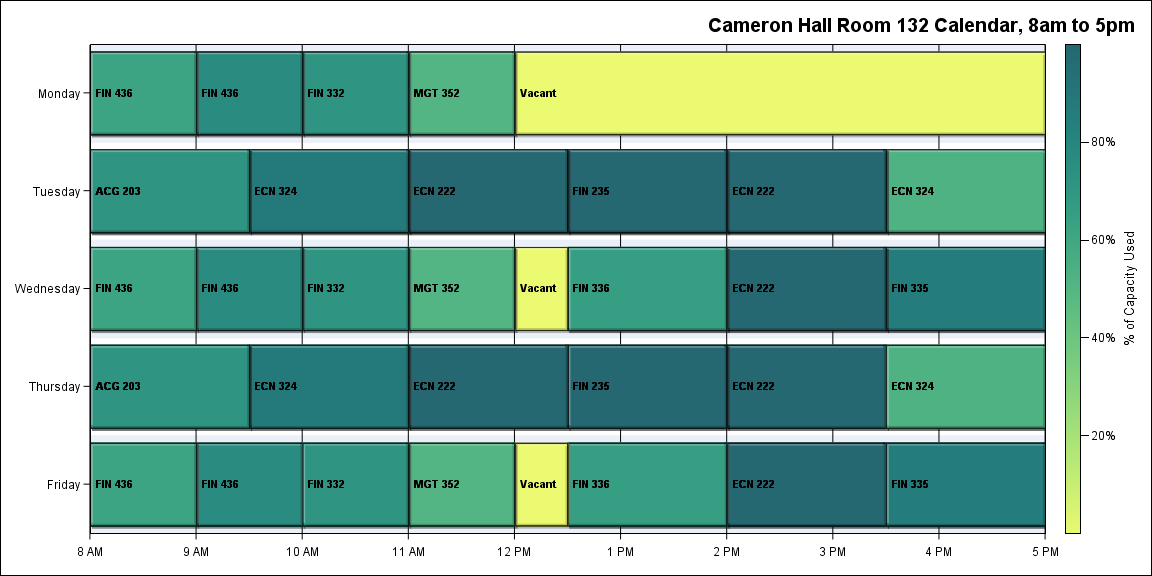 Cameron Hall Room 132 Calendar, 8am to 5pm
Monday
FIN 436
FIN 436
FIN 332
MGT 352
Vacant
Tuesday
ACG 203
ECN 324
ECN 222
FIN 235
ECN 222
ECN 324
Wednesday
FIN 436
FIN 436
FIN 332
MGT 352
Vacant
FIN 336
ECN 222
FIN 335
Thursday
ACG 203
ECN 324
ECN 222
FIN 235
ECN 222
ECN 324
Friday
FIN 436
FIN 436
FIN 332
MGT 352
Vacant
FIN 336
ECN 222
FIN 335
8 AM
9 AM
10 AM
11 AM
12 PM
1 PM
2 PM
3 PM
4 PM
5 PM
80%
60%
40%
20%
% of Capacity Used